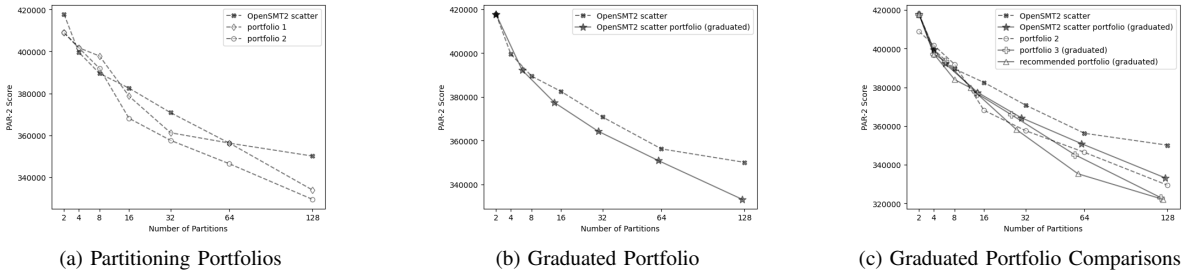 420000
400000
380000
360000
340000
PAR-2 Score
2 4 8 16 32 64 128
Number of Partitions
OpenSMT2 scatter
portfolio 1
portfolio 2
(a) Partitioning Portfolios
420000
400000
380000
360000
340000
PAR-2 Score
2 4 8 16 32 64 128
Number of Partitions
OpenSMT2 scatter
OpenSMT2 scatter portfolio (graduated)
(b) Graduated Portfolio
420000
400000
380000
360000
340000
320000
PAR-2 Score
2 4 8 16 32 64 128
Number of Partitions
OpenSMT2 scatter
OpenSMT2 scatter portfolio (graduated)
portfolio 2
portfolio 3 (graduated)
recommended portfolio (graduated)
(c) Graduated Portfolio Comparisons